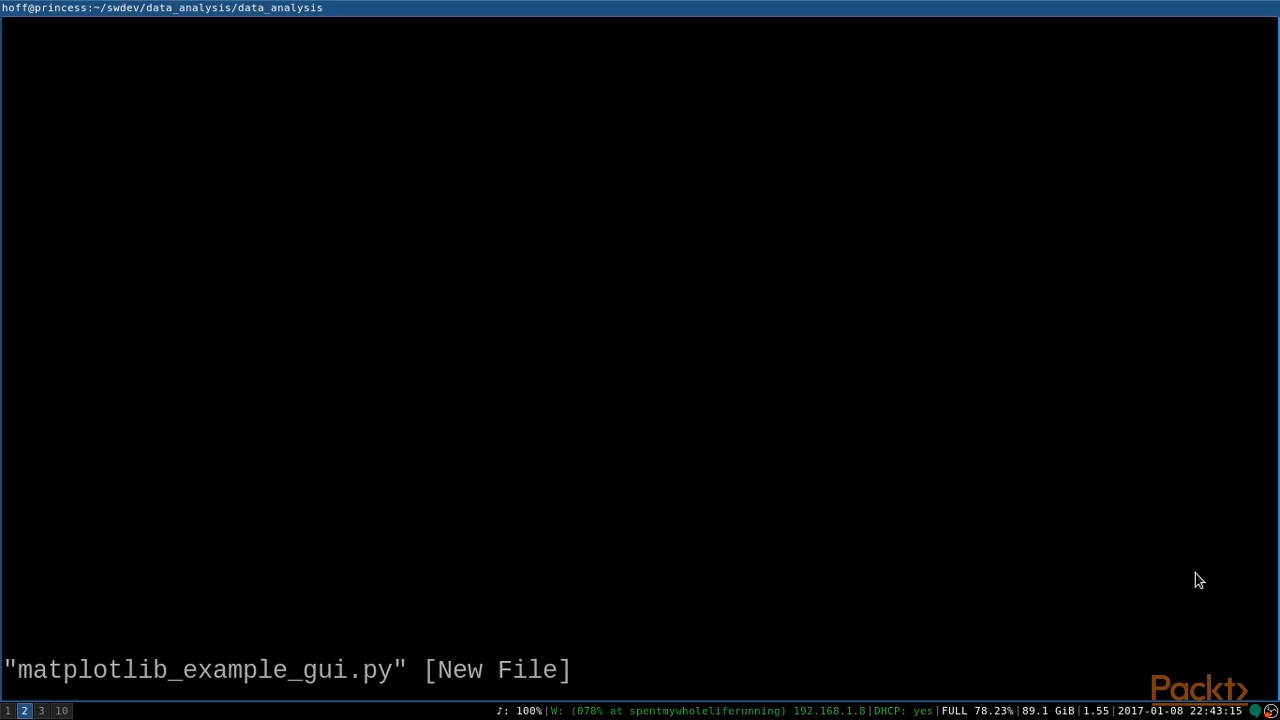 hoff@princess:~/swdev/data_analysis/data_analysis
"matplotlib_example_gui.py" [New File]
Packt>
1 2 3 10 ♪: 100%|W: (078% at spentmywholeliferunning) 192.168.1.8|DHCP: yes|FULL 78.23%|89.1 GiB|1.55|2017-01-08 22:43:15